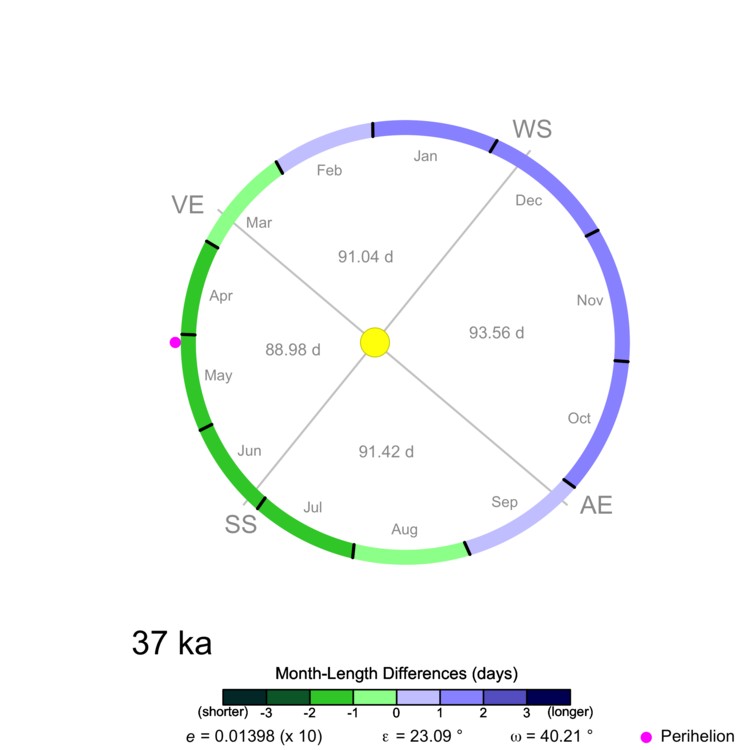 WS
Jan
Feb
Dec
VE
Mar
91.04 d
Apr
Nov
93.56 d
88.98 d
May
Oct
Jun
91.42 d
Sep
Jul
AE
SS
Aug
37 ka
Month-Length Differences (days)
(shorter) -3 -2 -1 0 1 2 3 (longer)
e = 0.01398 (x 10) ε = 23.09 ° ω = 40.21 ° Perihelion